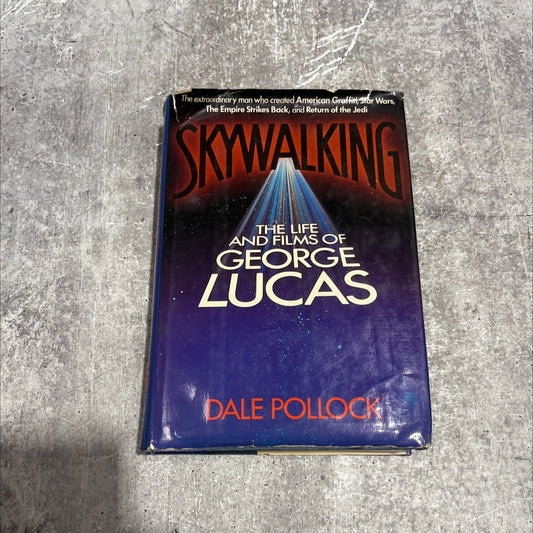 The extraordinary man who created American Graffiti, Star Wars,
The Empire Strikes Back, and Return of the Jedi
SKYWALKING
THE LIFE
AND FILMS OF
GEORGE
LUCAS
DALE POLLOCK